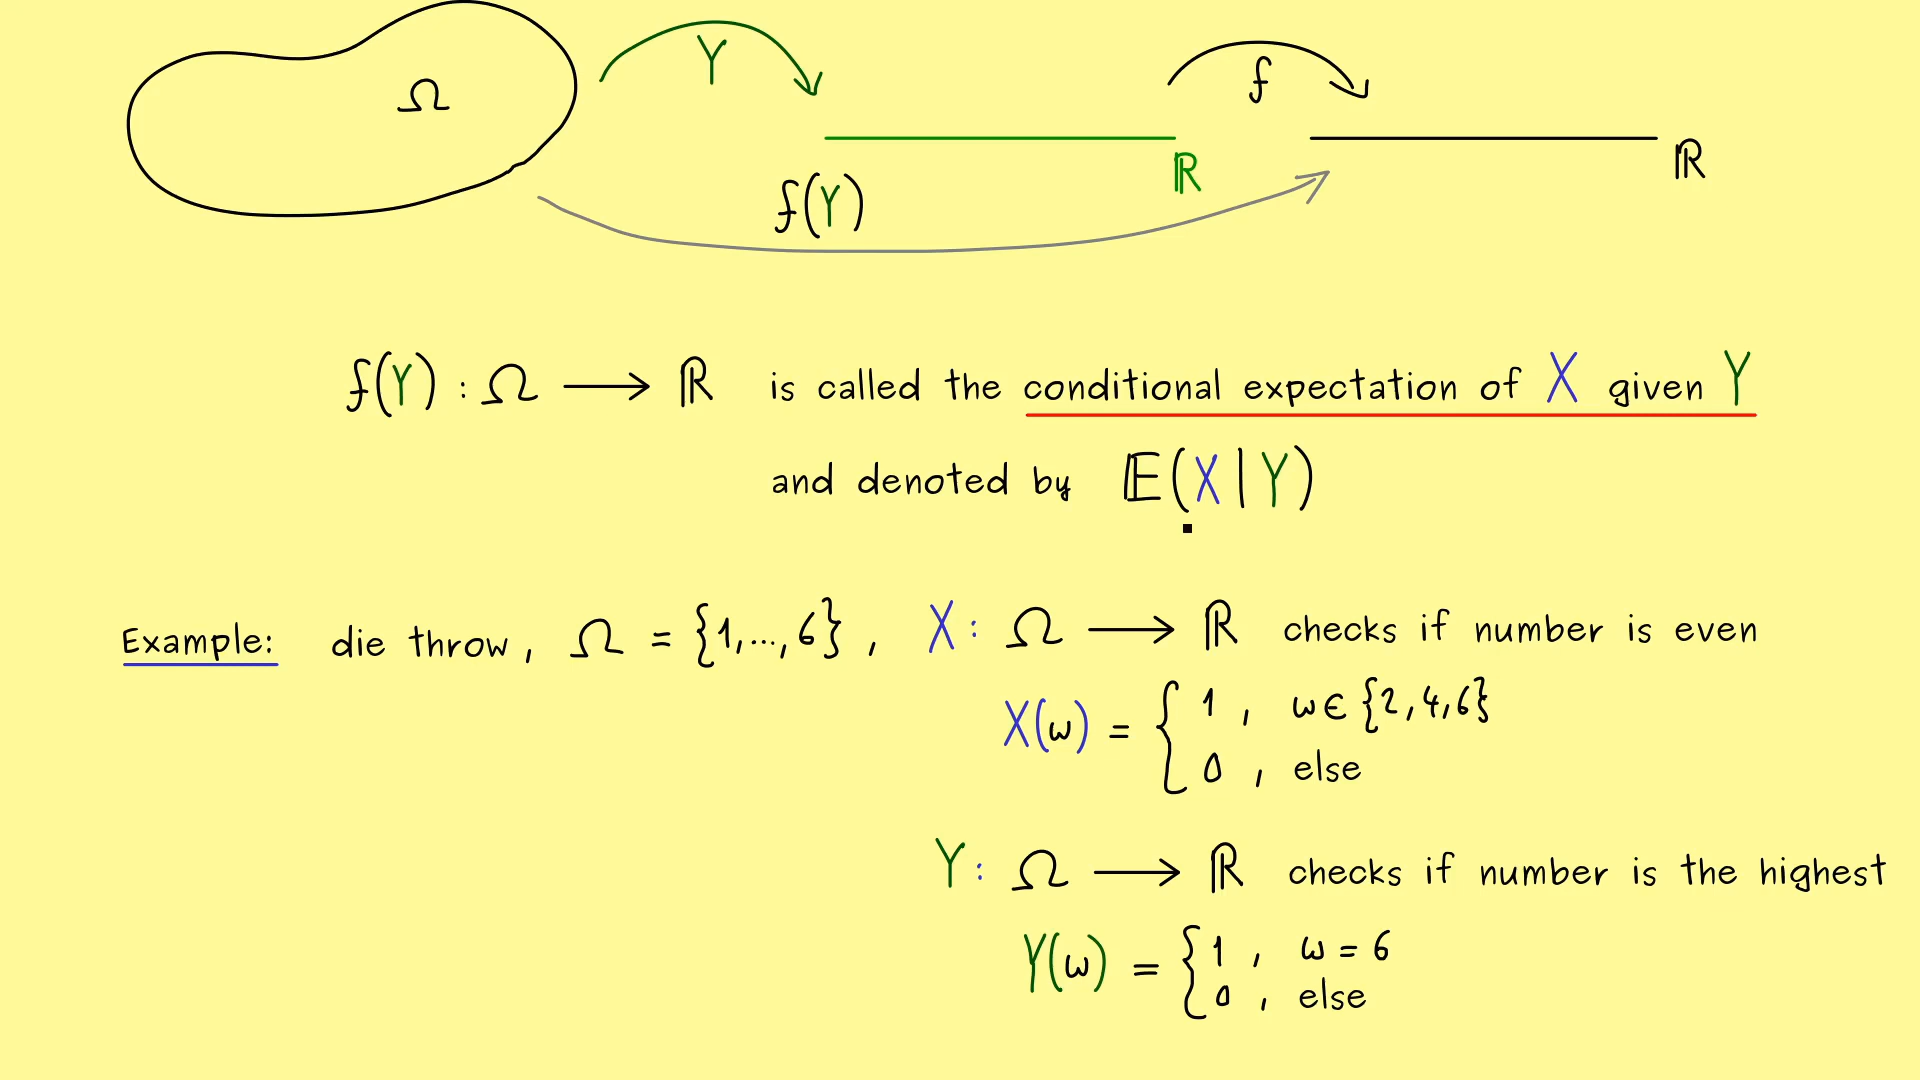 Ω Y f
ℝ ℝ
f(Y)
f(Y) : Ω ⟶ ℝ is called the conditional expectation of X given Y
and denoted by 𝔼(X|Y)
Example: die throw, Ω = {1,...,6}, X: Ω ⟶ ℝ checks if number is even
X(ω) = { 1 , ω ∈ {2,4,6}
0 , else
Y: Ω ⟶ ℝ checks if number is the highest
Y(ω) = { 1 , ω = 6
0 , else